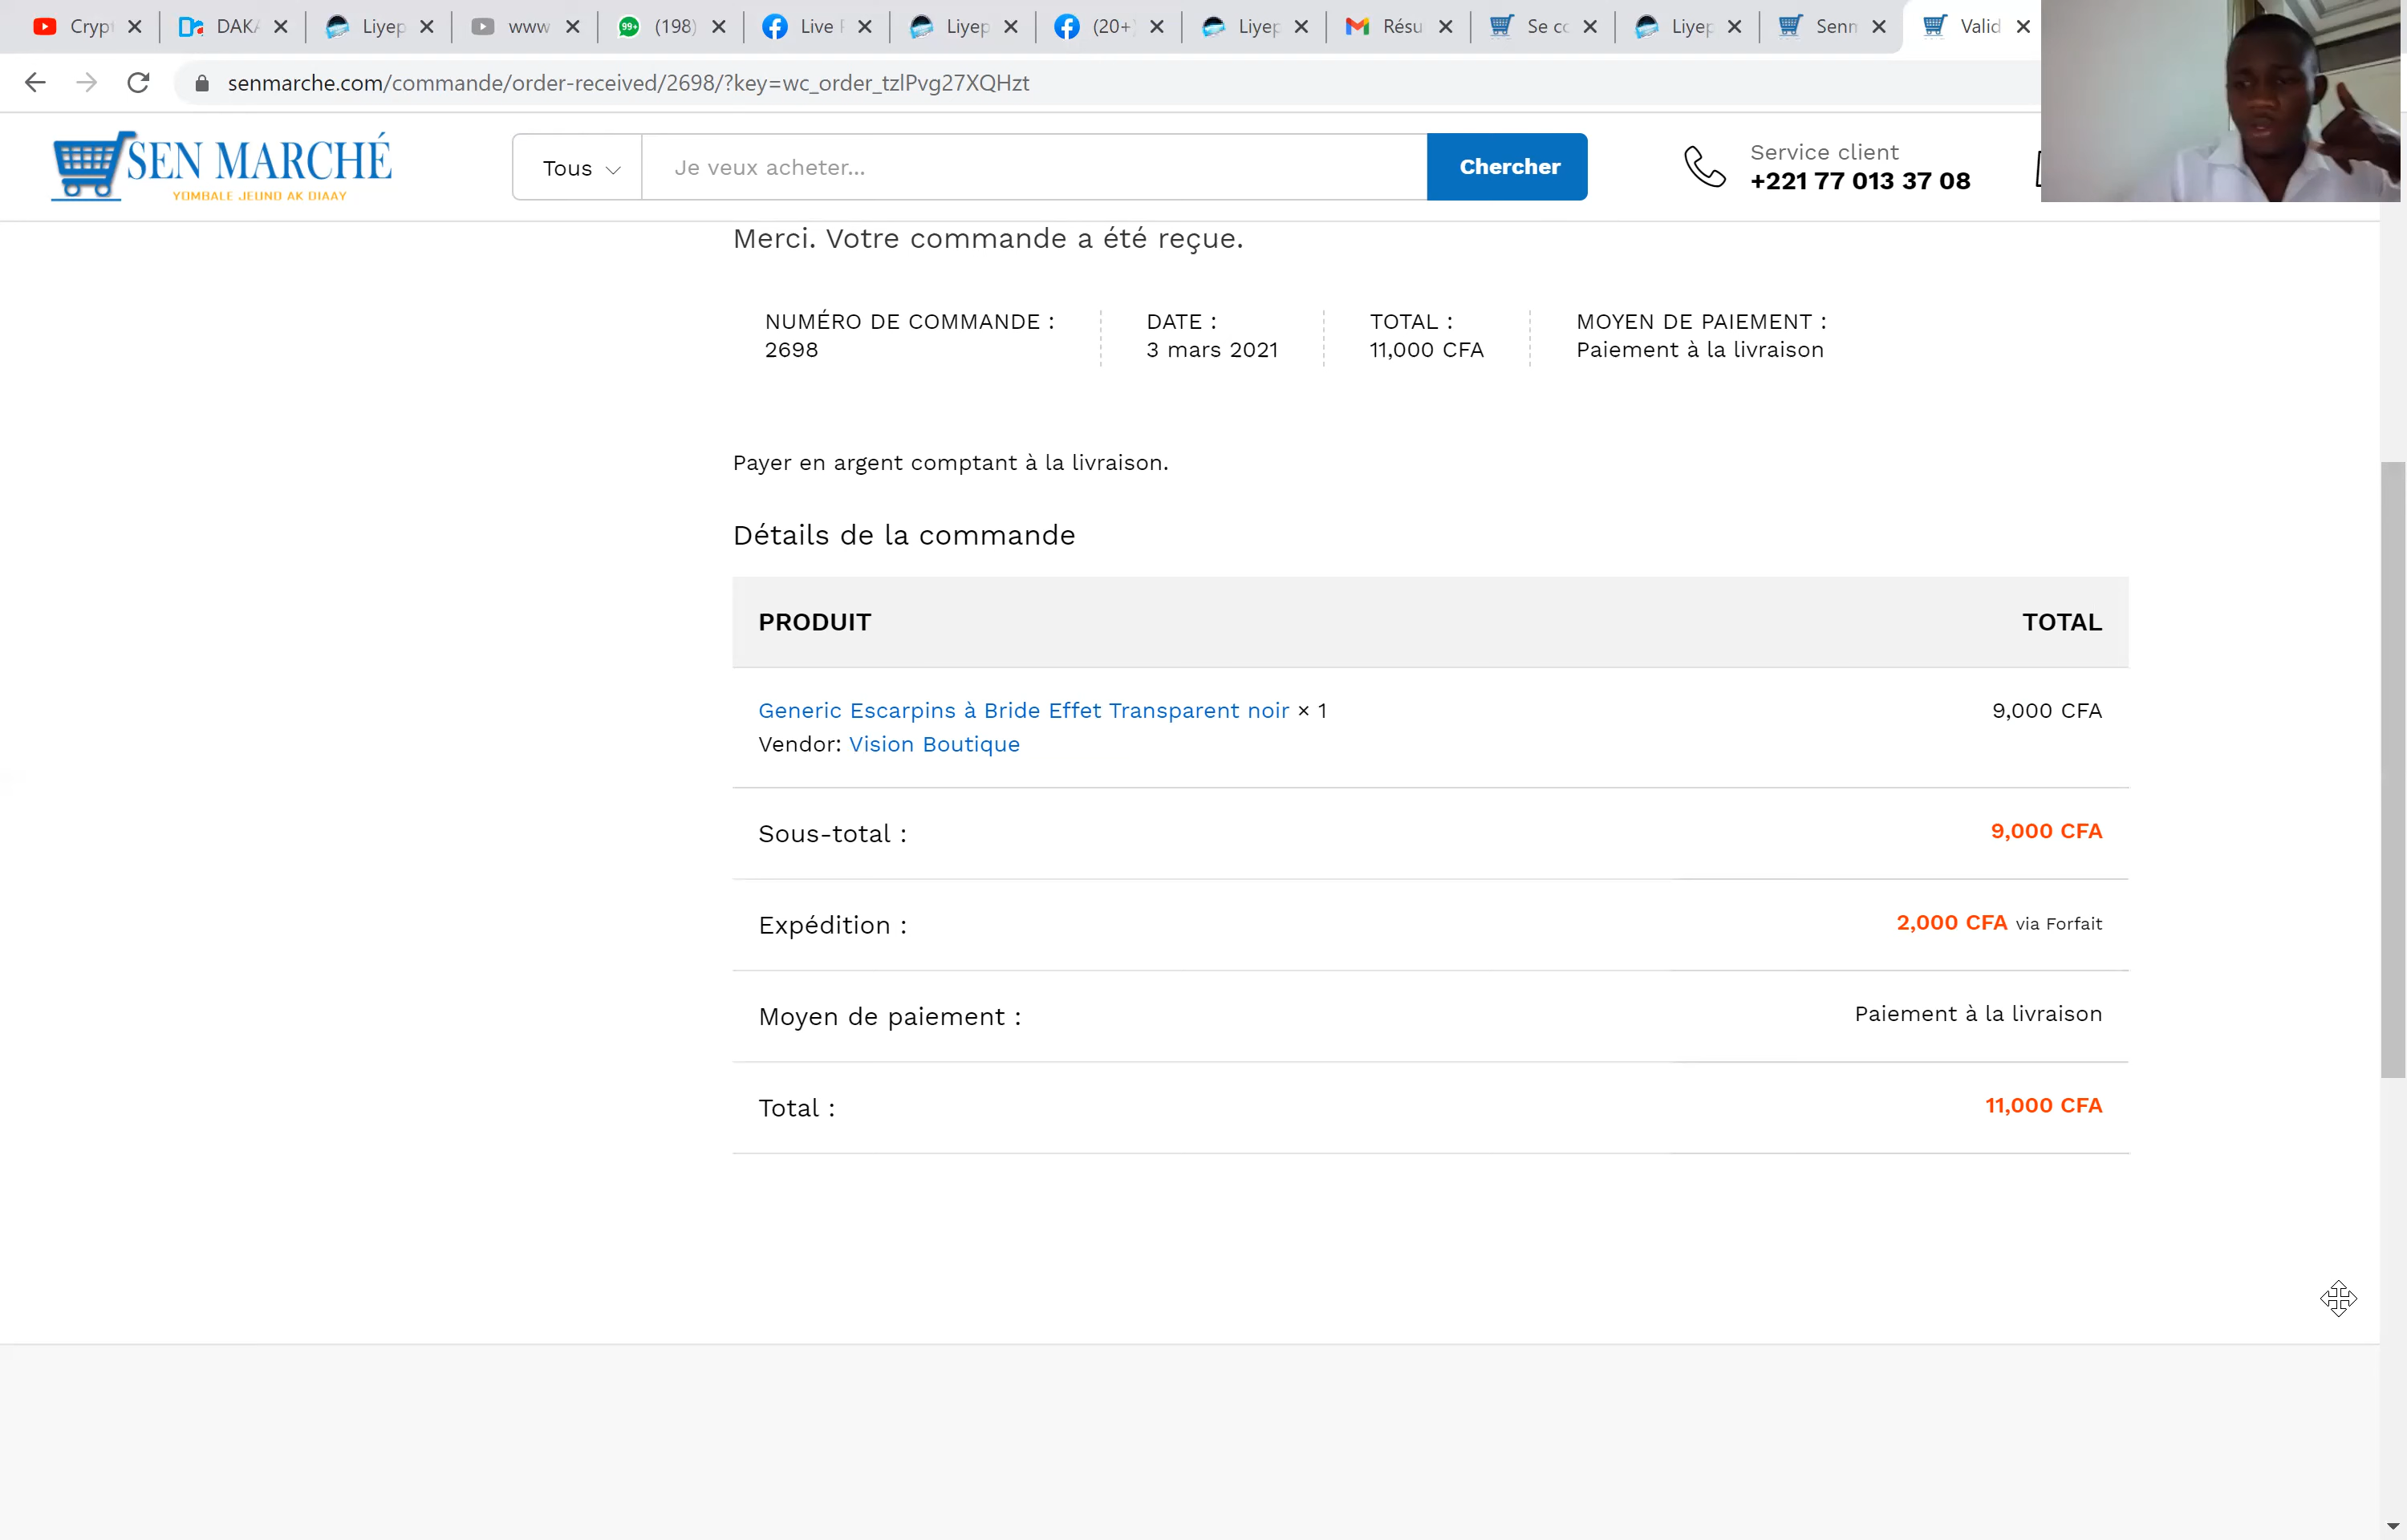 Crypt
DAKA
Liyep
www
99+ (198)
Live
Liyep
(20+)
Liyep
Résu
Se co
Liyep
Senm
Valid
senmarche.com/commande/order-received/2698/?key=wc_order_tzlPvg27XQHzt
SEN MARCHÉ
YOMBALE JEUND AK DIAAY
Tous
Je veux acheter...
Chercher
Service client
+221 77 013 37 08
Merci. Votre commande a été reçue.
NUMÉRO DE COMMANDE :
2698
DATE :
3 mars 2021
TOTAL :
11,000 CFA
MOYEN DE PAIEMENT :
Paiement à la livraison
Payer en argent comptant à la livraison.
Détails de la commande
PRODUIT TOTAL
Generic Escarpins à Bride Effet Transparent noir × 1 9,000 CFA
Vendor: Vision Boutique
Sous-total : 9,000 CFA
Expédition : 2,000 CFA via Forfait
Moyen de paiement : Paiement à la livraison
Total : 11,000 CFA